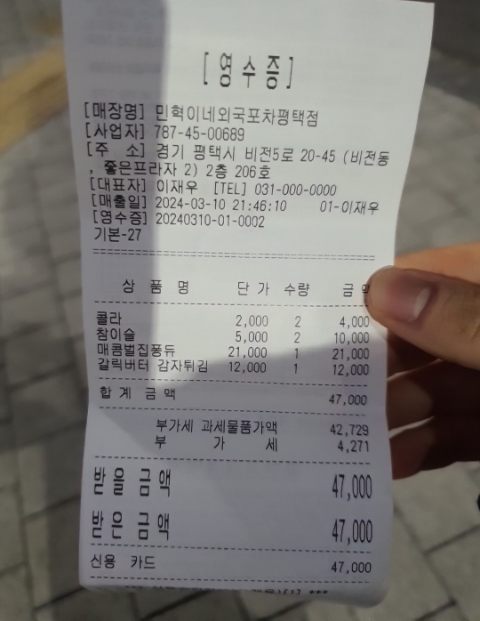 [영수증]
[매장명] 민혁이네외국포차평택점
[사업자] 787-45-00689
[주 소] 경기 평택시 비전5로 20-45 (비전동
, 좋은프라자 2) 2층 206호
[대표자] 이재우 [TEL] 031-000-0000
[매출일] 2024-03-10 21:46:10 01-이재우
[영수증] 20240310-01-0002
기본-27
상 품 명 단 가 수량 금 액
콜라 2,000 2 4,000
참이슬 5,000 2 10,000
매콤벌집퐁듀 21,000 1 21,000
갈릭버터 감자튀김 12,000 1 12,000
합계 금액 47,000
부가세 과세물품가액 42,729
부 가 세 4,271
받을 금액 47,000
받은 금액 47,000
신용 카드 47,000